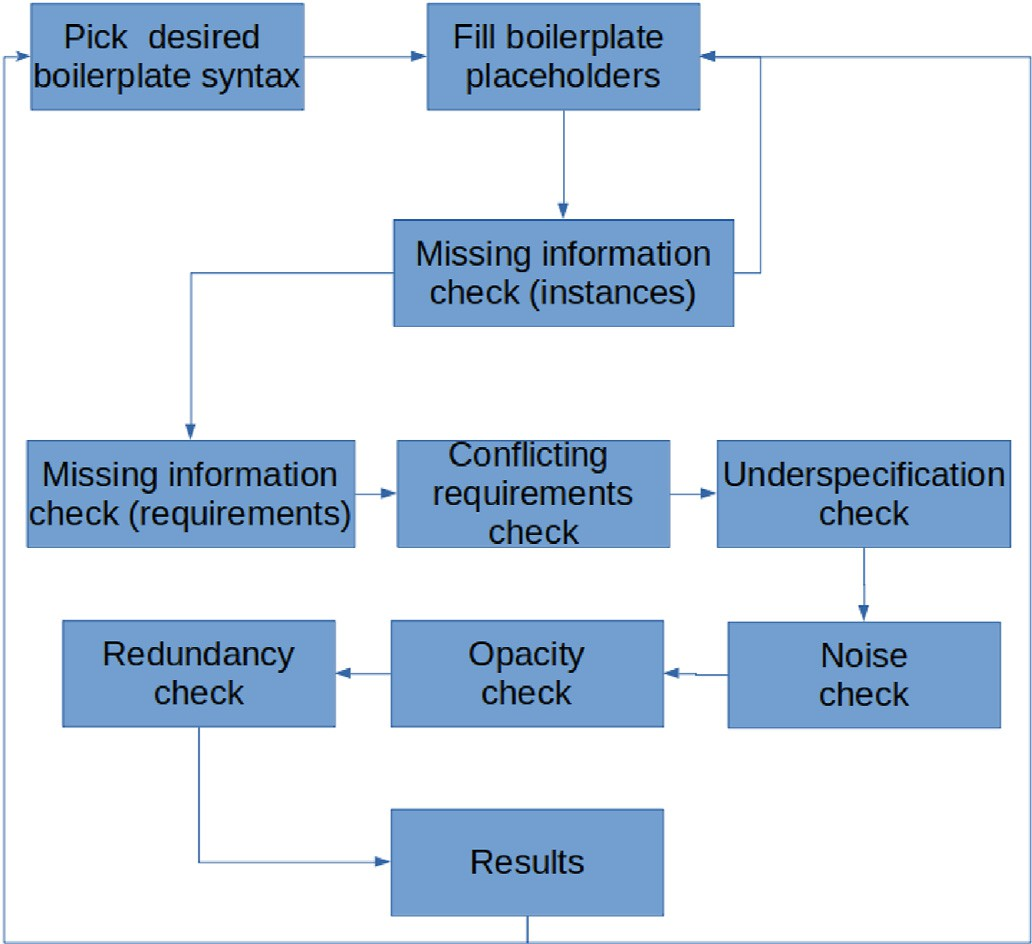 Pick desired
boilerplate syntax
Fill boilerplate
placeholders
Missing information
check (instances)
Missing information
check (requirements)
Conflicting
requirements
check
Underspecification
check
Redundancy
check
Opacity
check
Noise
check
Results